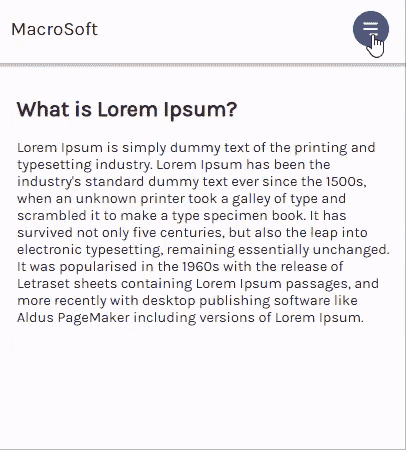 MacroSoft
What is Lorem Ipsum?
Lorem Ipsum is simply dummy text of the printing and
typesetting industry. Lorem Ipsum has been the
industry's standard dummy text ever since the 1500s,
when an unknown printer took a galley of type and
scrambled it to make a type specimen book. It has
survived not only five centuries, but also the leap into
electronic typesetting, remaining essentially unchanged.
It was popularised in the 1960s with the release of
Letraset sheets containing Lorem Ipsum passages, and
more recently with desktop publishing software like
Aldus PageMaker including versions of Lorem Ipsum.